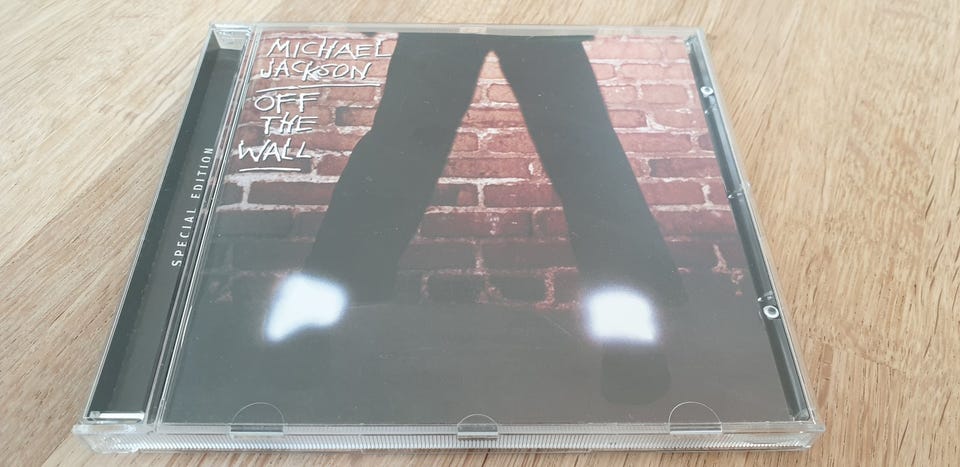 MICHAEL
JACKSON
OFF
THE
WALL
SPECIAL EDITION